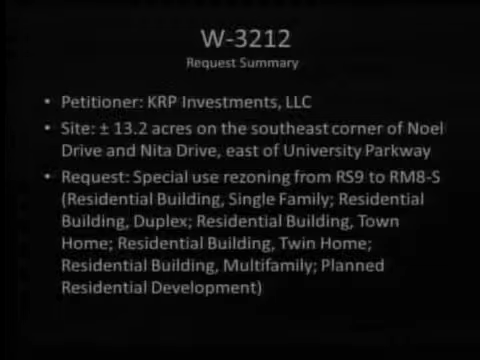 W-3212
Request Summary
• Petitioner: KRP Investments, LLC
• Site: ± 13.2 acres on the southeast corner of Noel
Drive and Nita Drive, east of University Parkway
• Request: Special use rezoning from RS9 to RM8-S
(Residential Building, Single Family; Residential
Building, Duplex; Residential Building, Town
Home; Residential Building, Twin Home;
Residential Building, Multifamily; Planned
Residential Development)